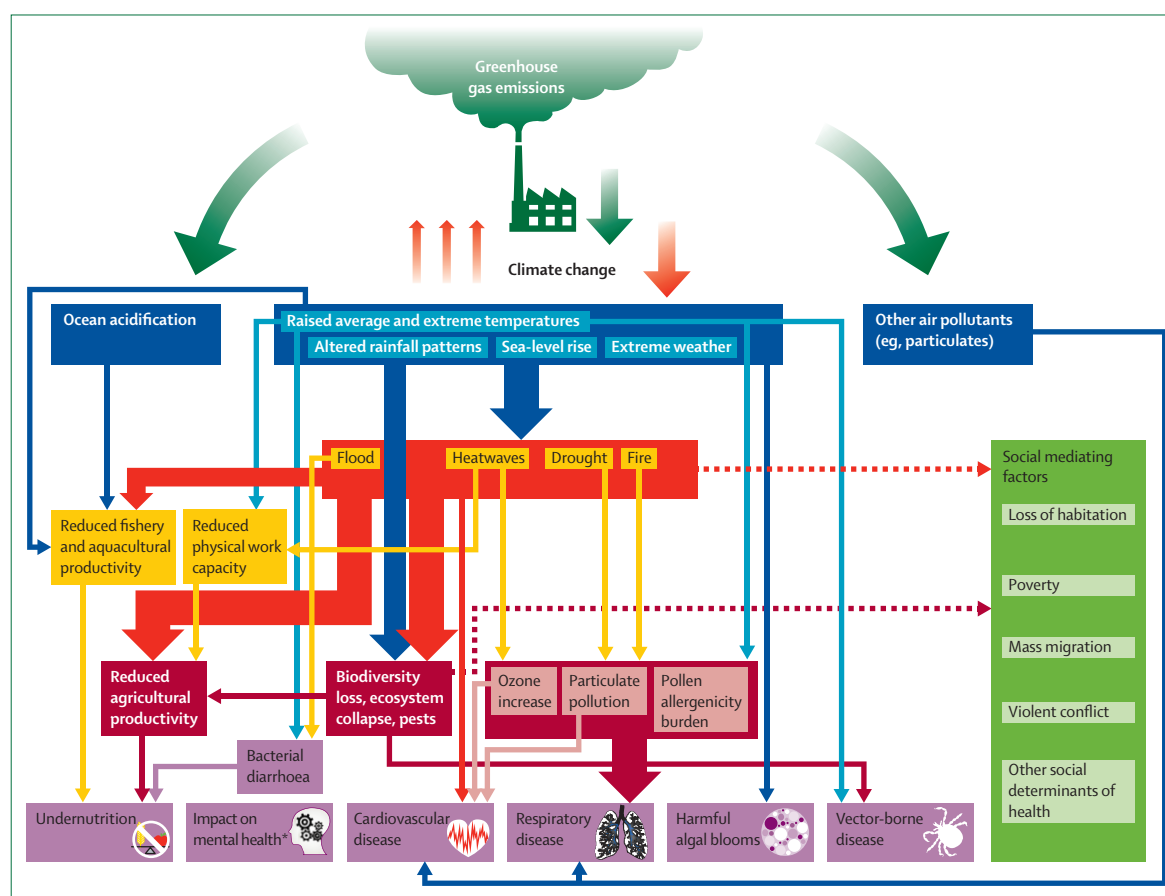 Greenhouse
gas emissions
Climate change
Ocean acidification
Raised average and extreme temperatures
Altered rainfall patterns
Sea-level rise
Extreme weather
Other air pollutants
(eg, particulates)
Flood
Heatwaves
Drought
Fire
Social mediating
factors
Loss of habitation
Poverty
Mass migration
Violent conflict
Other social
determinants of
health
Reduced fishery
and aquacultural
productivity
Reduced
physical work
capacity
Reduced
agricultural
productivity
Biodiversity
loss, ecosystem
collapse, pests
Ozone
increase
Particulate
pollution
Pollen
allergenicity
burden
Bacterial
diarrhoea
Undernutrition
Impact on
mental health*
Cardiovascular
disease
Respiratory
disease
Harmful
algal blooms
Vector-borne
disease